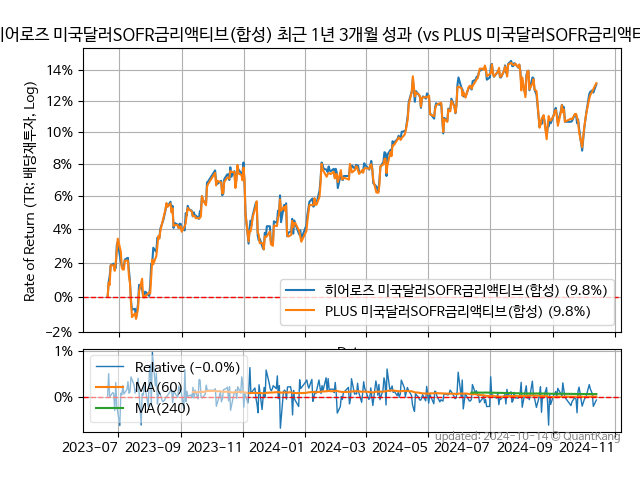 히어로즈 미국달러SOFR금리액티브(합성) 최근 1년 3개월 성과 (vs PLUS 미국달러SOFR금리액티
Rate of Return (TR: 배당재투자, Log)
14%
12%
10%
8%
6%
4%
2%
0%
−2%
히어로즈 미국달러SOFR금리액티브(합성) (9.8%)
PLUS 미국달러SOFR금리액티브(합성) (9.8%)
1%
0%
Relative (−0.0%)
MA(60)
MA(240)
2023-07 2023-09 2023-11 2024-01 2024-03 2024-05 2024-07 2024-09 2024-11
updated: 2024-10-14 © QuantKang